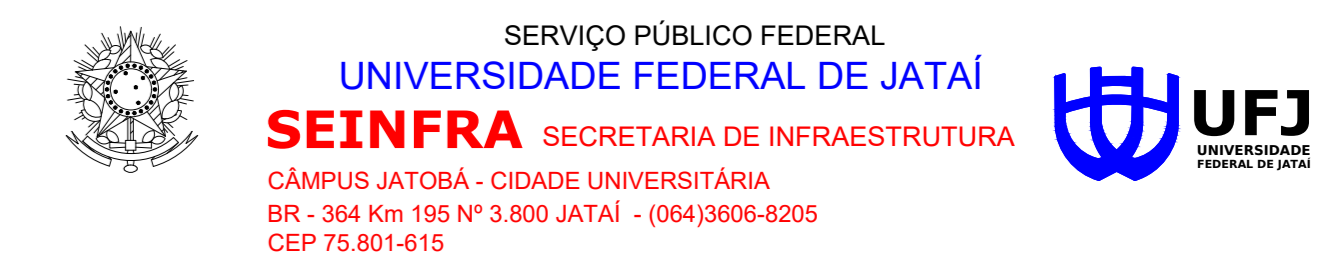 SERVIÇO PÚBLICO FEDERAL
UNIVERSIDADE FEDERAL DE JATAÍ
SEINFRA SECRETARIA DE INFRAESTRUTURA
CÂMPUS JATOBÁ - CIDADE UNIVERSITÁRIA
BR - 364 Km 195 Nº 3.800 JATAÍ - (064)3606-8205
CEP 75.801-615
UFJ
UNIVERSIDADE
FEDERAL DE JATAÍ